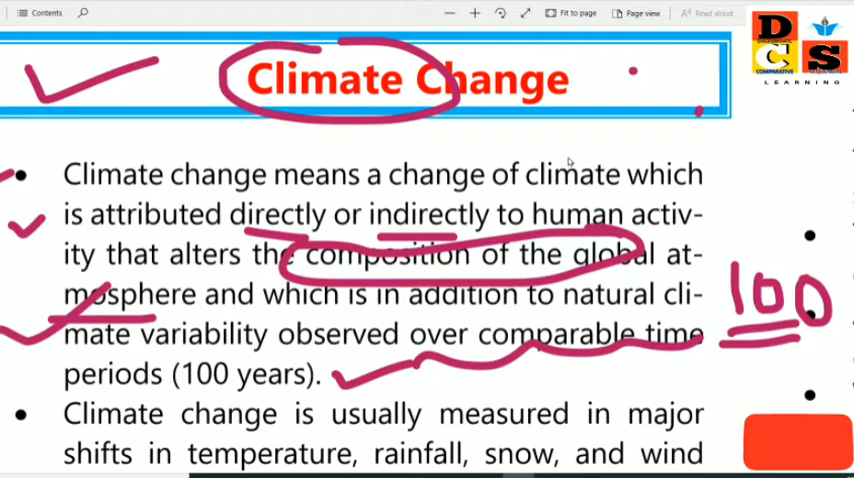 Contents
Fit to page
Page view
Read aloud
D
C S
COMPARATIVE
LEARNING
Climate Change
• Climate change means a change of climate which
is attributed directly or indirectly to human activ-
ity that alters the composition of the global at-
mosphere and which is in addition to natural cli-
mate variability observed over comparable time
periods (100 years).
100
• Climate change is usually measured in major
shifts in temperature, rainfall, snow, and wind